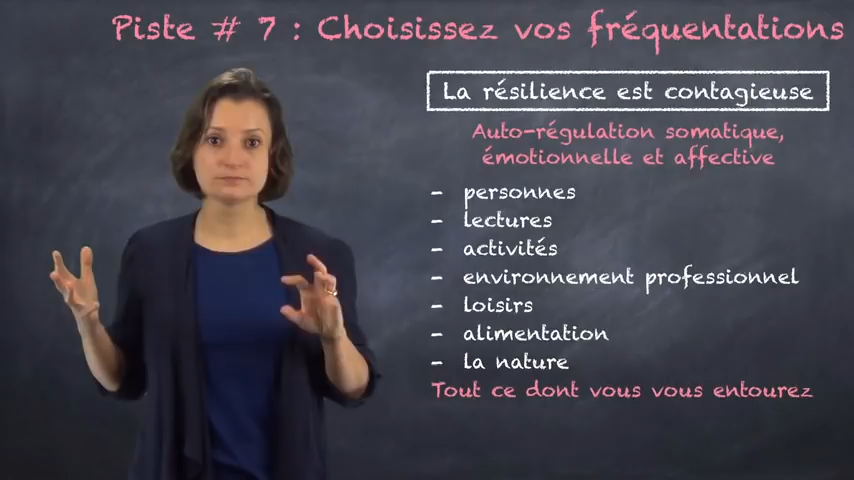 Piste # 7 : Choisissez vos fréquentations
La résilience est contagieuse
Auto-régulation somatique,
émotionnelle et affective
- personnes
- lectures
- activités
- environnement professionnel
- loisirs
- alimentation
- la nature
Tout ce dont vous vous entourez